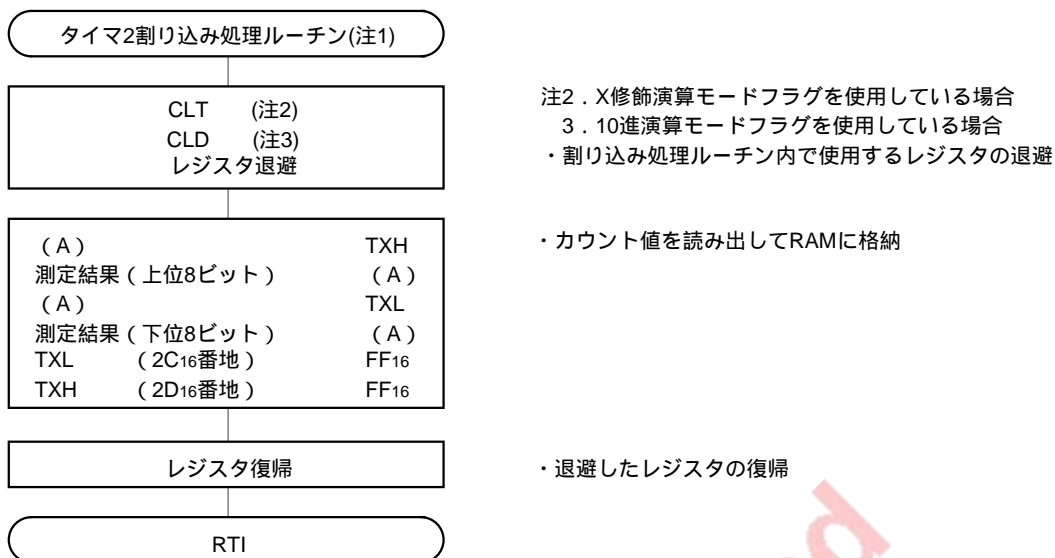 タイマ2割り込み処理ルーチン(注1)
CLT (注2)
CLD (注3)
レジスタ退避
注2．X修飾演算モードフラグを使用している場合
3．10進演算モードフラグを使用している場合
・割り込み処理ルーチン内で使用するレジスタの退避
（A） TXH
測定結果（上位8ビット） （A）
（A） TXL
測定結果（下位8ビット） （A）
TXL （2C16番地） FF16
TXH （2D16番地） FF16
・カウント値を読み出してRAMに格納
レジスタ復帰
・退避したレジスタの復帰
RTI